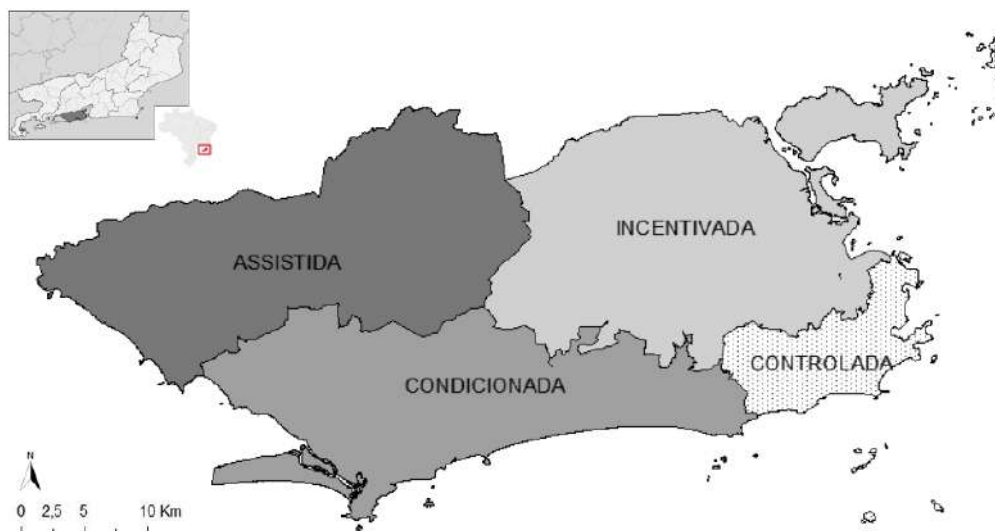 INCENTIVADA
ASSISTIDA
CONTROLADA
CONDICIONADA
N
0 2,5 5 10 Km